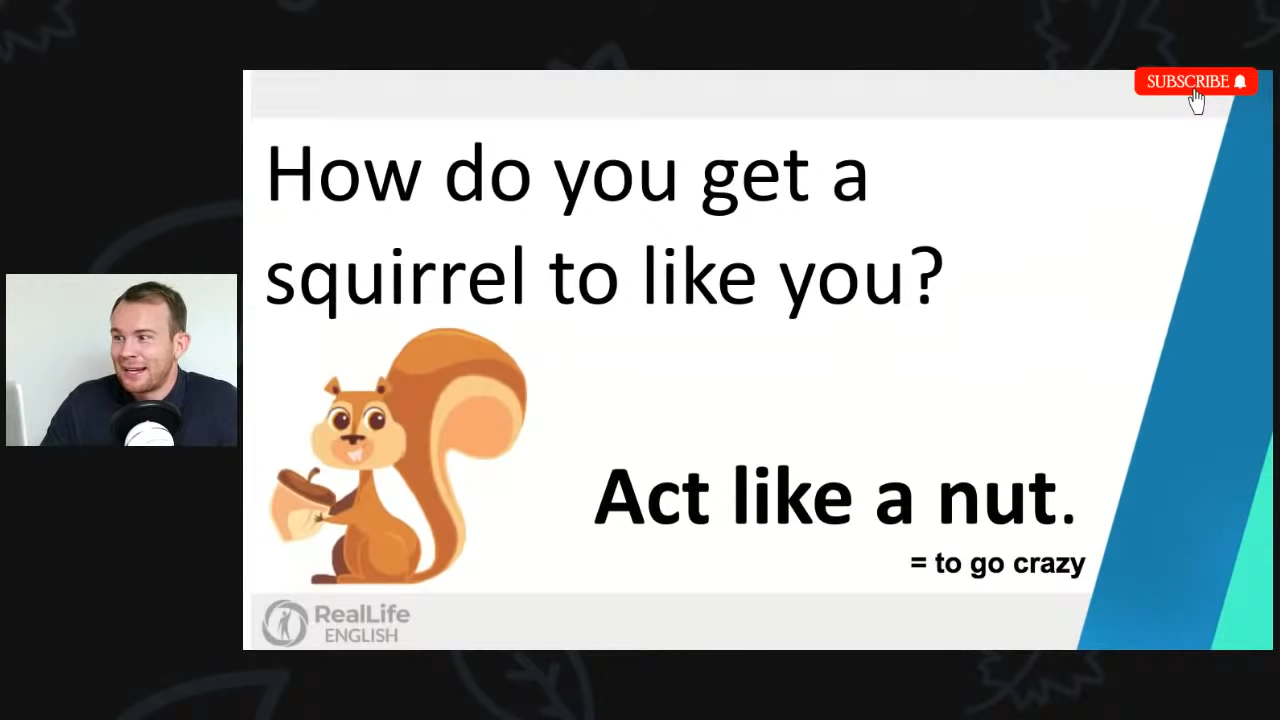 SUBSCRIBE
How do you get a
squirrel to like you?
Act like a nut.
= to go crazy
RealLife
ENGLISH